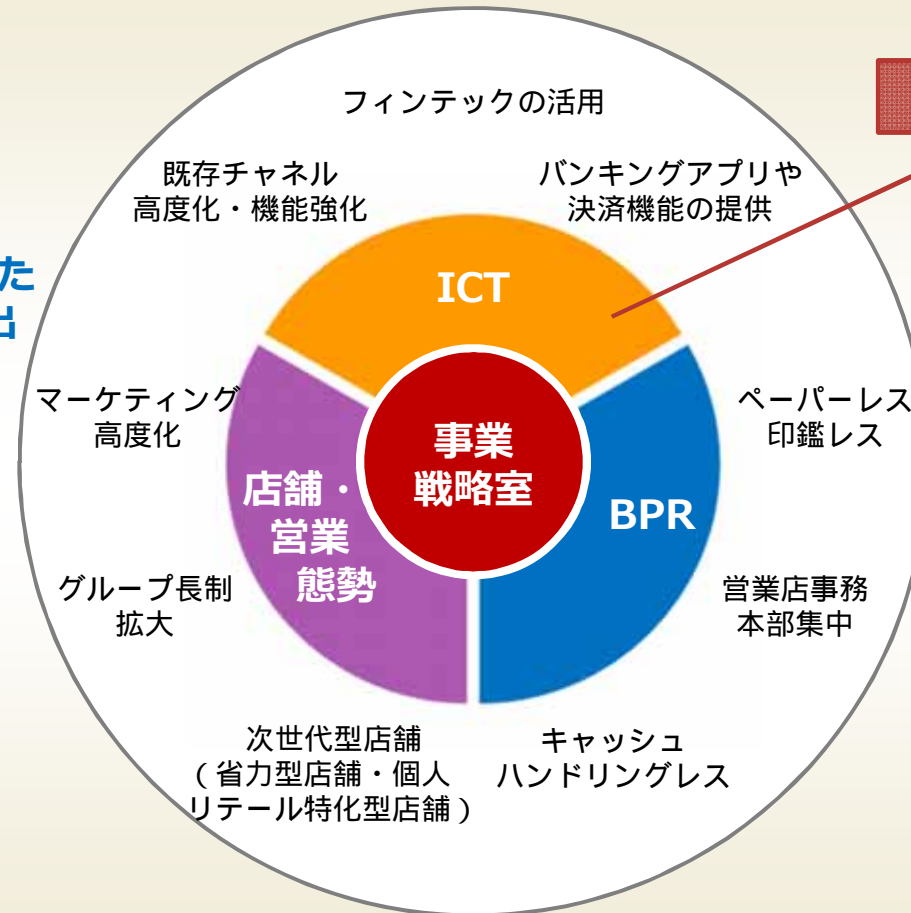 フィンテックの活用
既存チャネル
高度化・機能強化
バンキングアプリや
決済機能の提供
ICT
た
出
マーケティング
高度化
ペーパーレス
印鑑レス
事業
戦略室
店舗・
営業
態勢
BPR
グループ長制
拡大
営業店事務
本部集中
次世代型店舗
（省力型店舗・個人
リテール特化型店舗）
キャッシュ
ハンドリングレス